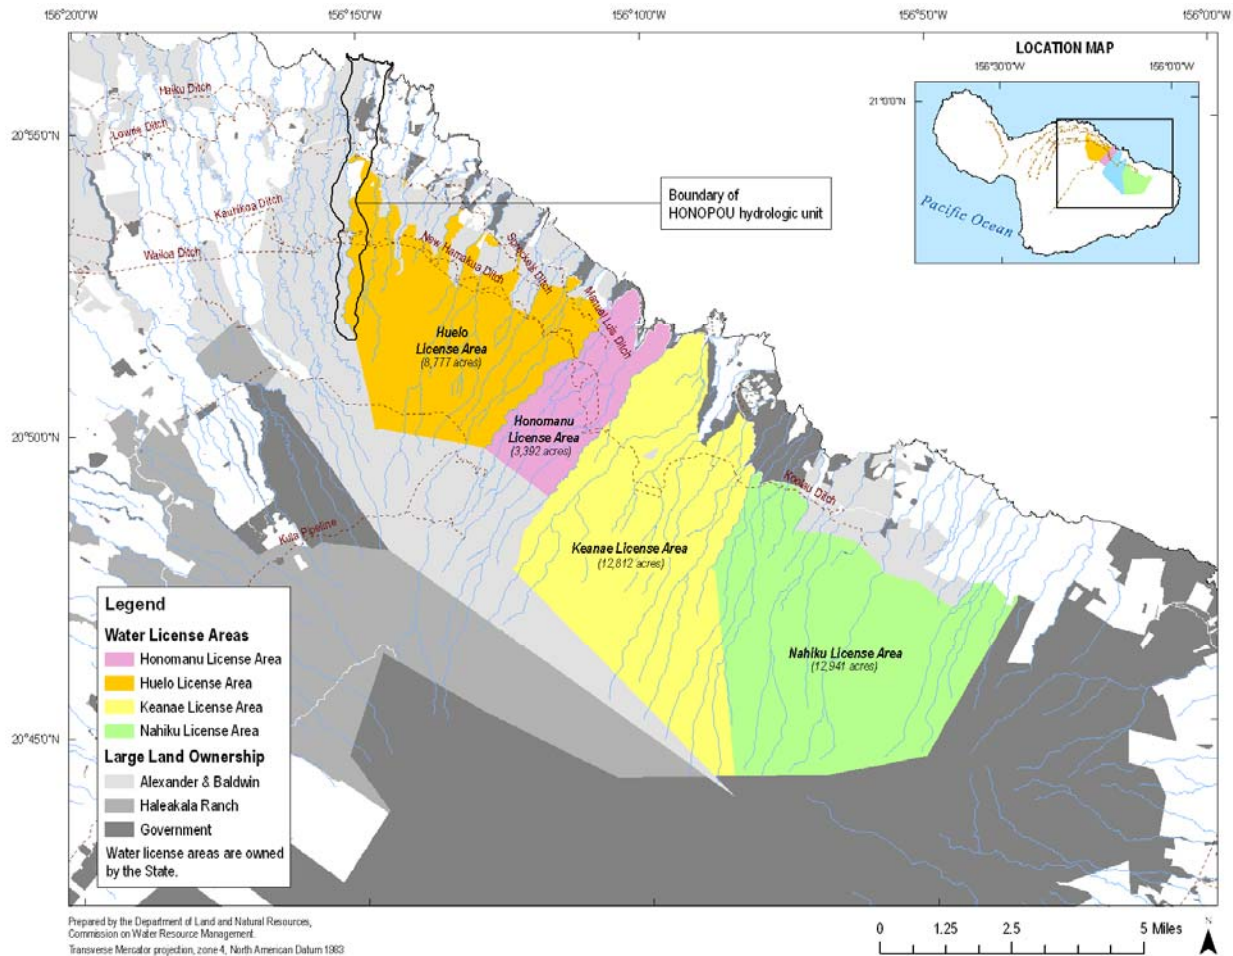 156°20'0"W
156°15'0"W
156°10'0"W
156°5'0"W
156°0'0"W
LOCATION MAP
156°30'0"W
156°0'0"W
21°0'0"N
Pacific Ocean
20°55'0"N
20°50'0"N
20°45'0"N
Haiku Ditch
Lowrie Ditch
Kauhikoa Ditch
Wailoa Ditch
New Hamakua Ditch
Spreckels Ditch
Manuel Luis Ditch
Boundary of
HONOPOU hydrologic unit
Huelo
License Area
(8,777 acres)
Honomanu
License Area
(3,392 acres)
Koolau Ditch
Kula Pipeline
Keanae License Area
(12,812 acres)
Nahiku License Area
(12,941 acres)
Legend
Water License Areas
Honomanu License Area
Huelo License Area
Keanae License Area
Nahiku License Area
Large Land Ownership
Alexander & Baldwin
Haleakala Ranch
Government
Water license areas are owned
by the State.
Prepared by the Department of Land and Natural Resources,
Commission on Water Resource Management.
Transverse Mercator projection, zone 4, North American Datum 1983
0 1.25 2.5 5 Miles
N